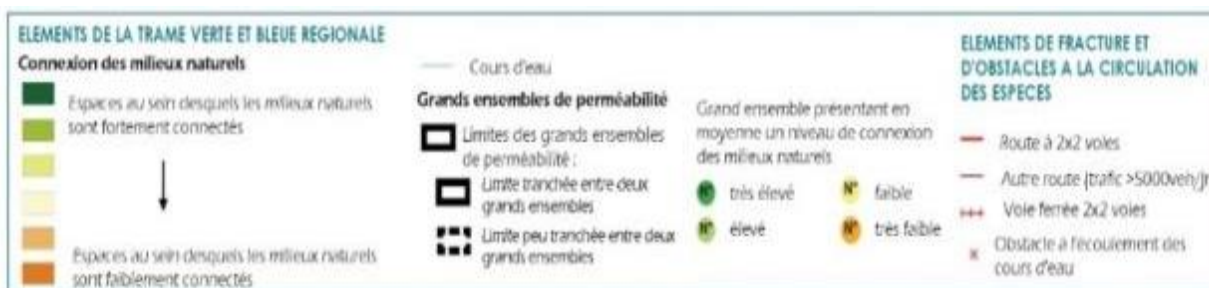 ELEMENTS DE LA TRAME VERTE ET BLEUE REGIONALE
Connexion des milieux naturels
Espaces au sein desquels les milieux naturels
sont fortement connectés
Espaces au sein desquels les milieux naturels
sont faiblement connectés
Cours d'eau
Grands ensembles de perméabilité
Limites des grands ensembles
de perméabilité :
Limite tranchée entre deux
grands ensembles
Limite peu tranchée entre deux
grands ensembles
Grand ensemble présentant en
moyenne un niveau de connexion
des milieux naturels
N° très élevé
N° élevé
N° faible
N° très faible
ELEMENTS DE FRACTURE ET
D'OBSTACLES A LA CIRCULATION
DES ESPECES
Route à 2x2 voies
Autre route (trafic >5000veh/jr
Voie ferrée 2x2 voies
Obstacle à l'écoulement des
cours d'eau